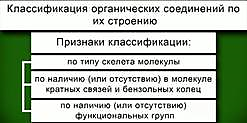 Классификация органических соединений по
их строению
Признаки классификации:
по типу скелета молекулы
по наличию (или отсутствию) в молекуле
кратных связей и бензольных колец
по наличию (или отсутствию)
функциональных групп